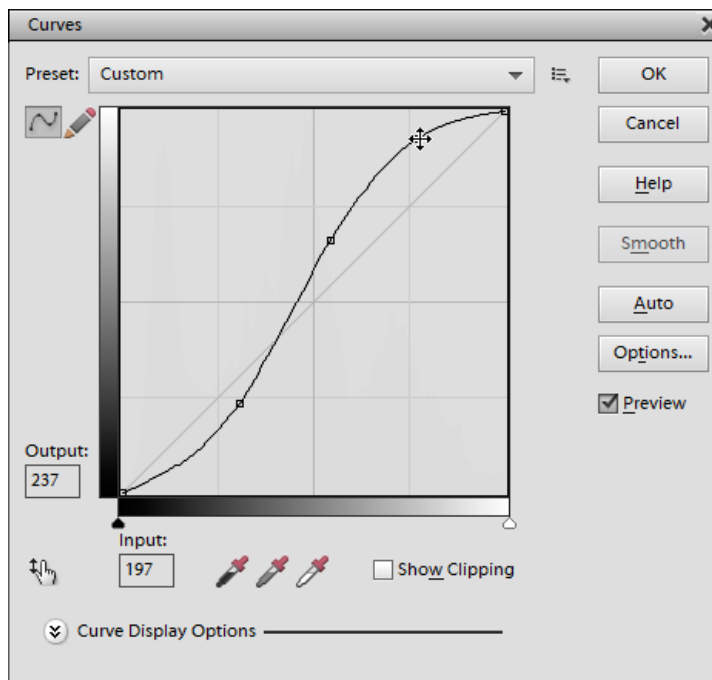 Curves
Preset: Custom
OK
Cancel
Help
Smooth
Auto
Options...
Preview
Output:
237
Input:
197
Show Clipping
Curve Display Options